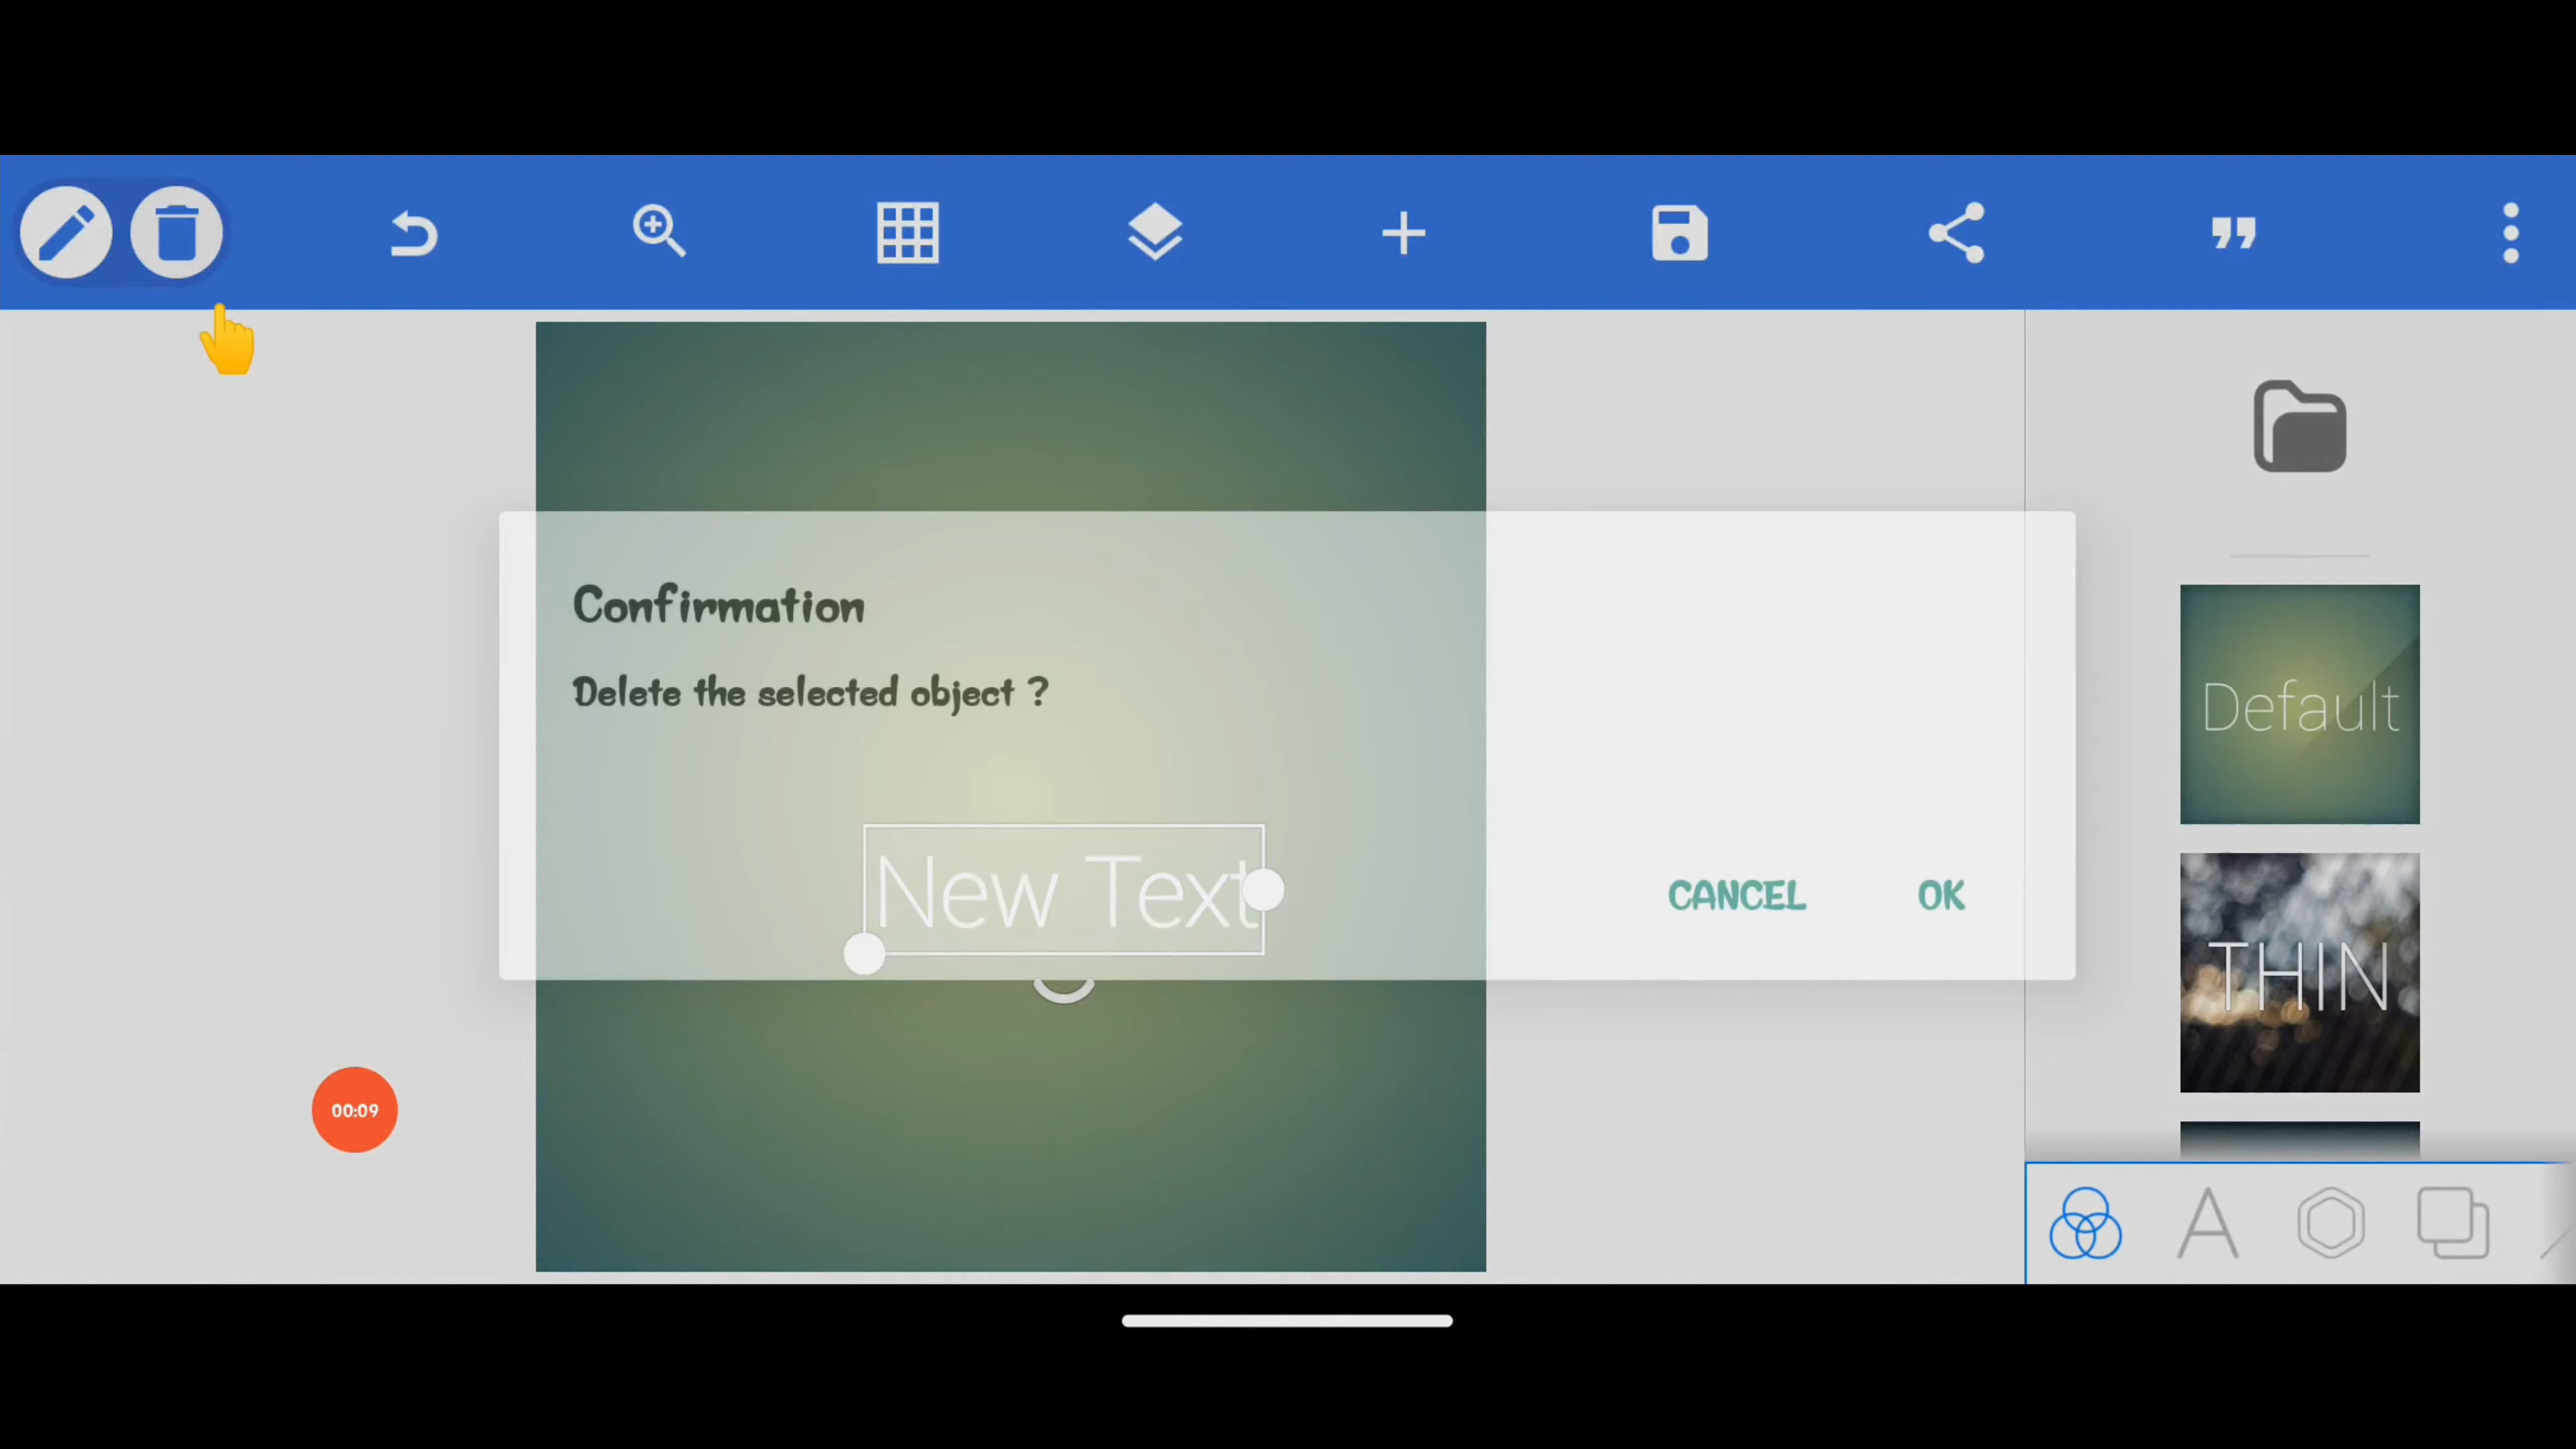 Confirmation
Delete the selected object ?
New Text
CANCEL
OK
Default
THIN
00:09